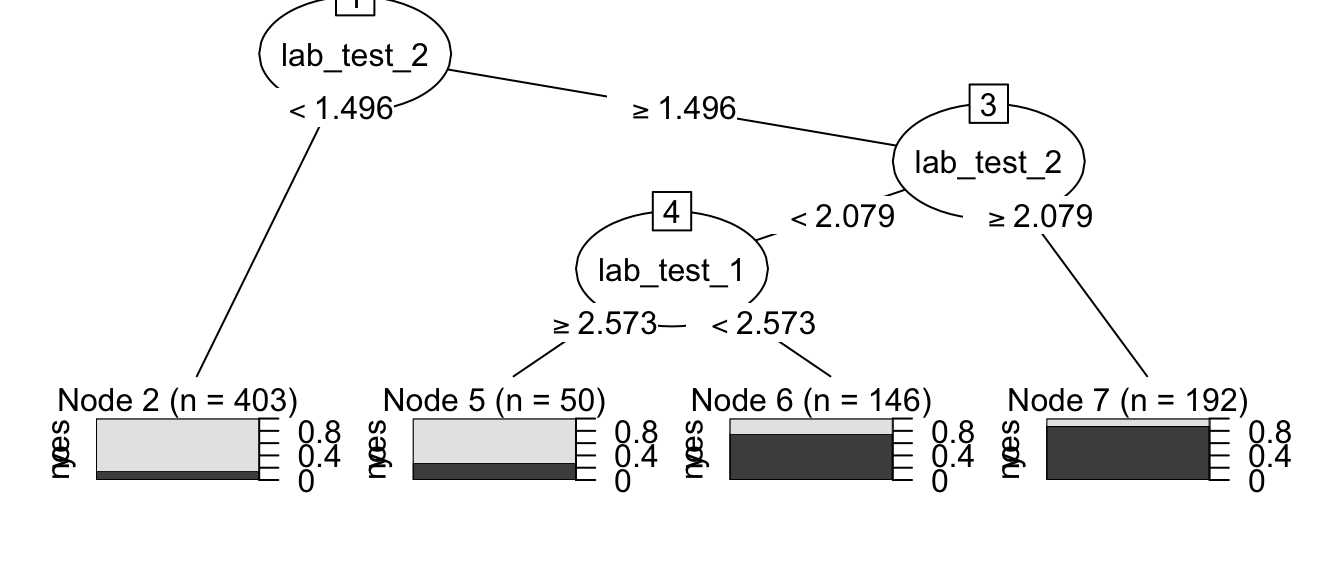 1
lab_test_2
< 1.496
≥ 1.496
3
lab_test_2
< 2.079
≥ 2.079
4
lab_test_1
≥ 2.573
< 2.573
Node 2 (n = 403)
Node 5 (n = 50)
Node 6 (n = 146)
Node 7 (n = 192)
no
yes
0.8
0.4
0
no
yes
0.8
0.4
0
no
yes
0.8
0.4
0
no
yes
0.8
0.4
0